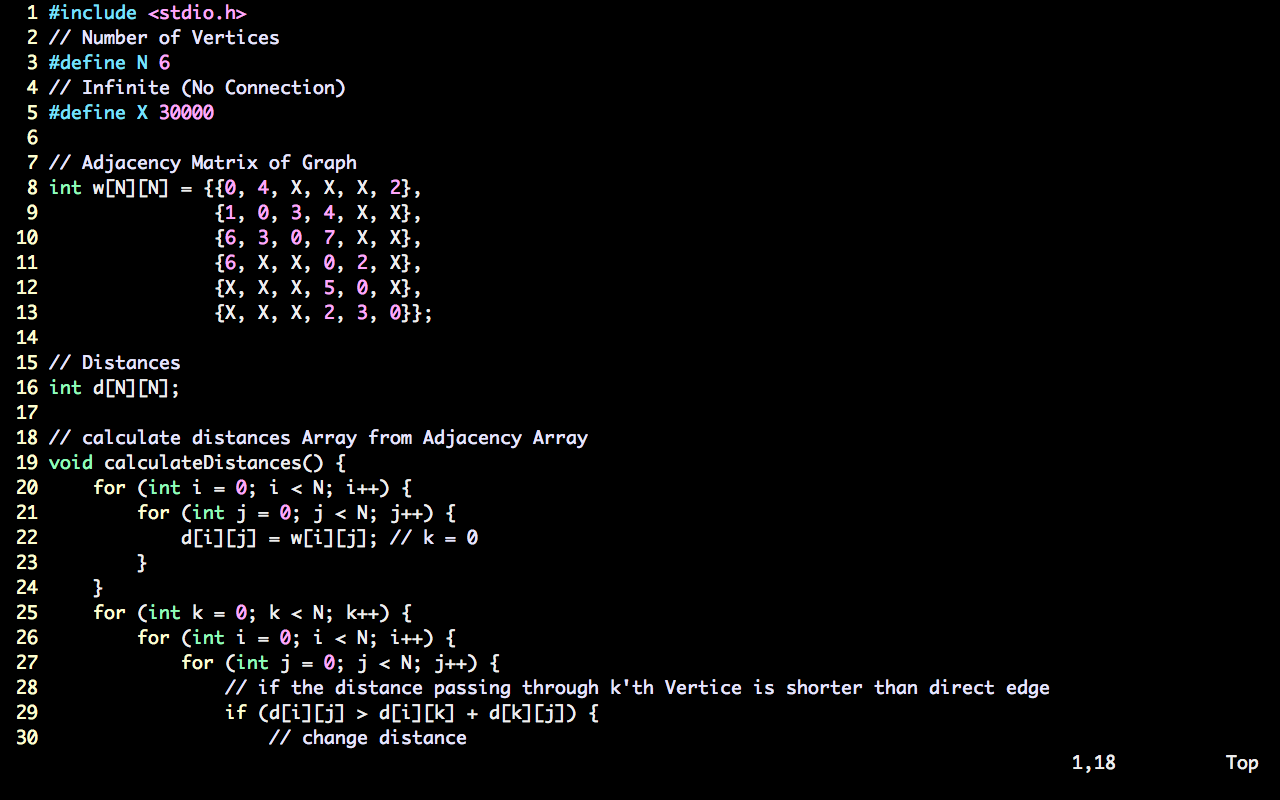 1 #include <stdio.h>
2 // Number of Vertices
3 #define N 6
4 // Infinite (No Connection)
5 #define X 30000
6
7 // Adjacency Matrix of Graph
8 int w[N][N] = {{0, 4, X, X, X, 2},
9                {1, 0, 3, 4, X, X},
10                {6, 3, 0, 7, X, X},
11                {6, X, X, 0, 2, X},
12                {X, X, X, 5, 0, X},
13                {X, X, X, 2, 3, 0}};
14
15 // Distances
16 int d[N][N];
17
18 // calculate distances Array from Adjacency Array
19 void calculateDistances() {
20     for (int i = 0; i < N; i++) {
21         for (int j = 0; j < N; j++) {
22             d[i][j] = w[i][j]; // k = 0
23         }
24     }
25     for (int k = 0; k < N; k++) {
26         for (int i = 0; i < N; i++) {
27             for (int j = 0; j < N; j++) {
28                 // if the distance passing through k'th Vertice is shorter than direct edge
29                 if (d[i][j] > d[i][k] + d[k][j]) {
30                     // change distance
1,18 Top